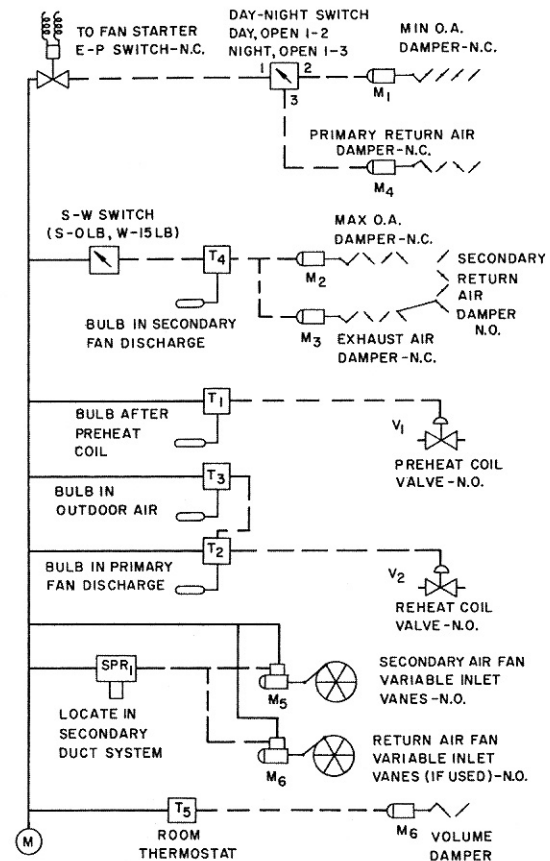 TO FAN STARTER
E-P SWITCH-N.C.
DAY-NIGHT SWITCH
DAY, OPEN 1-2
NIGHT, OPEN 1-3
1
2
3
MIN O.A.
DAMPER-N.C.
M1
PRIMARY RETURN AIR
DAMPER-N.C.
M4
S-W SWITCH
(S-0LB, W-15LB)
T4
BULB IN SECONDARY
FAN DISCHARGE
MAX O.A.
DAMPER-N.C.
M2
SECONDARY
RETURN
AIR
DAMPER
N.O.
M3
EXHAUST AIR
DAMPER-N.C.
T1
BULB AFTER
PREHEAT
COIL
V1
PREHEAT COIL
VALVE-N.O.
T3
BULB IN
OUTDOOR AIR
T2
BULB IN PRIMARY
FAN DISCHARGE
V2
REHEAT COIL
VALVE-N.O.
SPR1
LOCATE IN
SECONDARY
DUCT SYSTEM
M5
SECONDARY AIR FAN
VARIABLE INLET
VANES-N.O.
M6
RETURN AIR FAN
VARIABLE INLET
VANES (IF USED)-N.O.
M
T5
ROOM
THERMOSTAT
M6
VOLUME
DAMPER